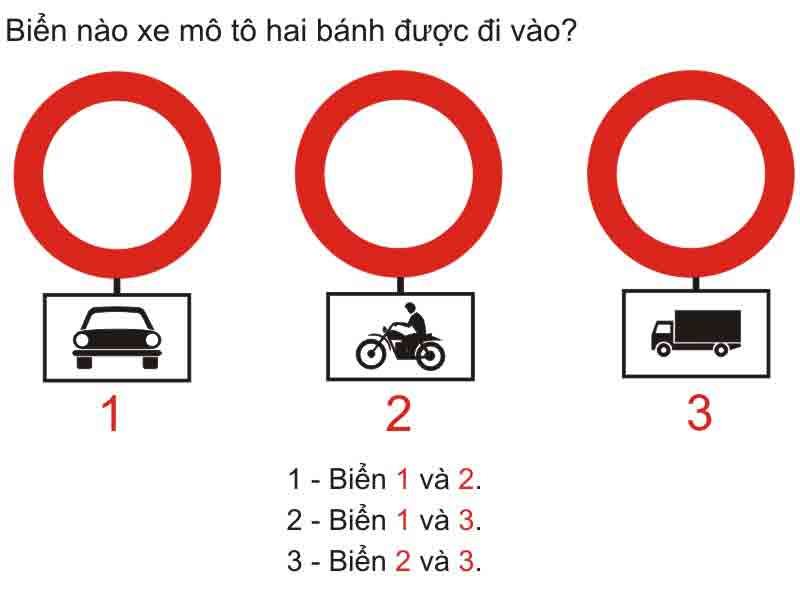 Biển nào xe mô tô hai bánh được đi vào?
1 2 3
1 - Biển 1 và 2.
2 - Biển 1 và 3.
3 - Biển 2 và 3.